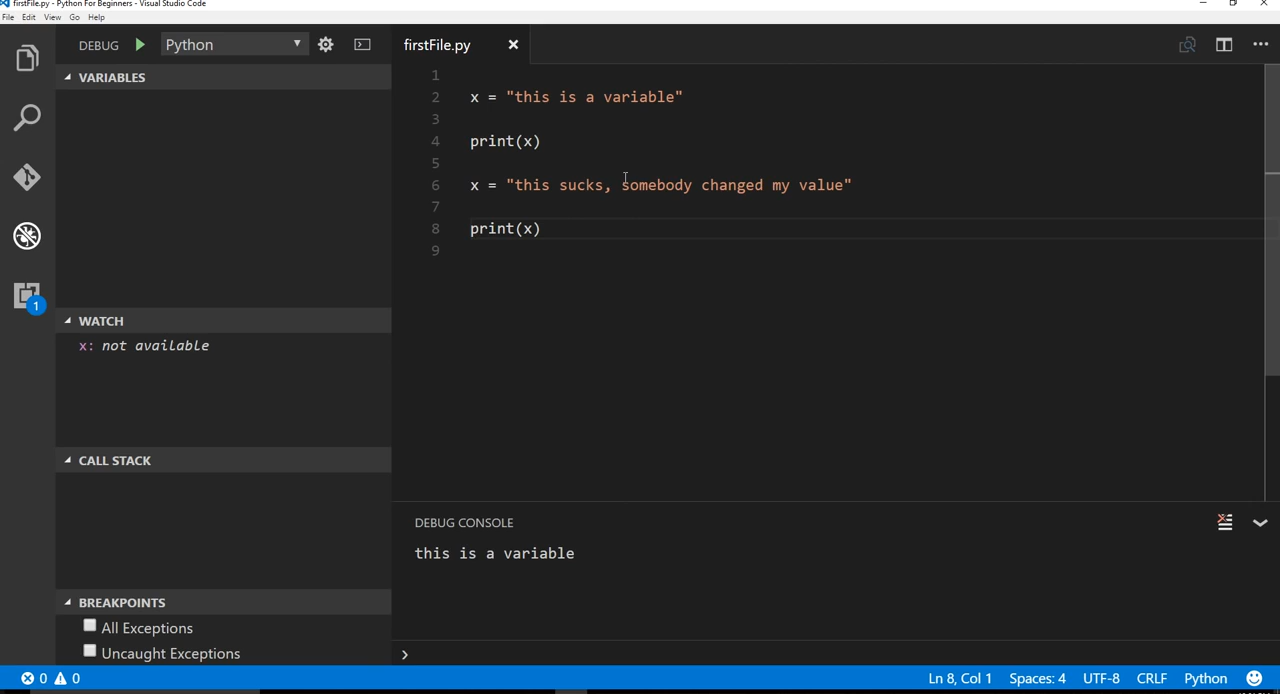 firstFile.py - Python For Beginners - Visual Studio Code
File Edit View Go Help
DEBUG Python
firstFile.py
VARIABLES
1
2 x = "this is a variable"
3
4 print(x)
5
6 x = "this sucks, somebody changed my value"
7
8 print(x)
9
1
WATCH
x: not available
CALL STACK
DEBUG CONSOLE
this is a variable
BREAKPOINTS
All Exceptions
Uncaught Exceptions
0 0 Ln 8, Col 1 Spaces: 4 UTF-8 CRLF Python